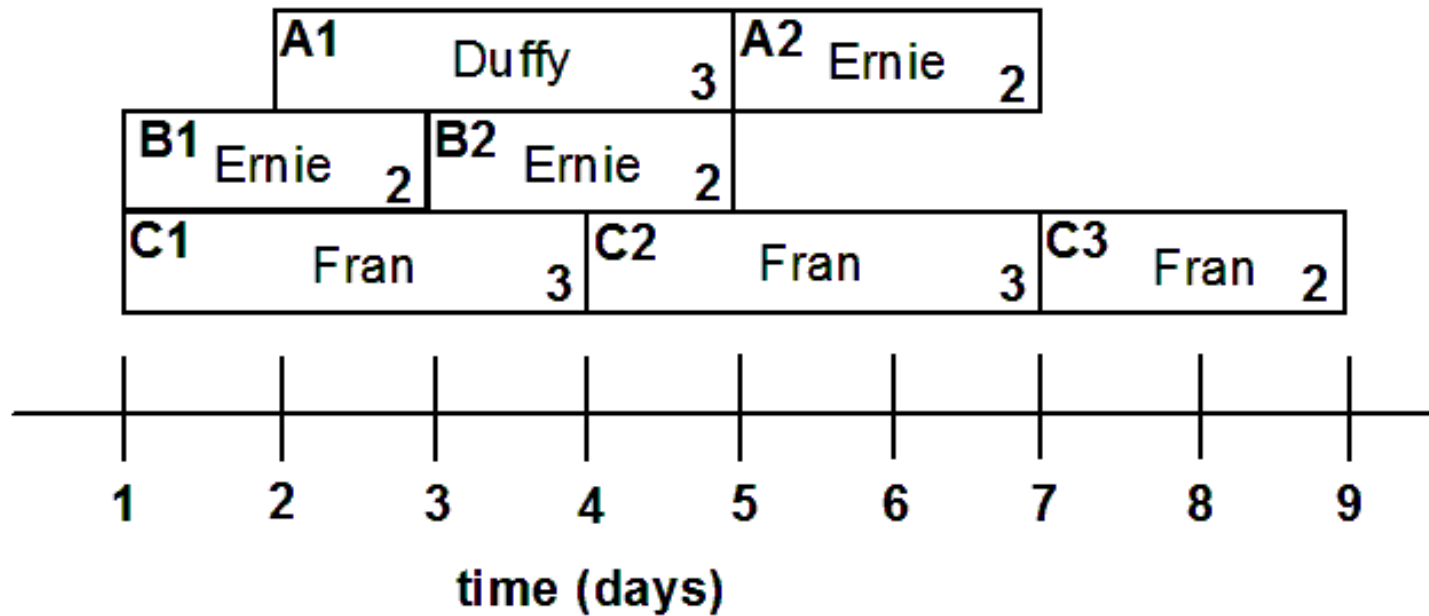 A1 Duffy 3 A2 Ernie 2
B1 Ernie 2 B2 Ernie 2
C1 Fran 3 C2 Fran 3 C3 Fran 2
1 2 3 4 5 6 7 8 9
time (days)